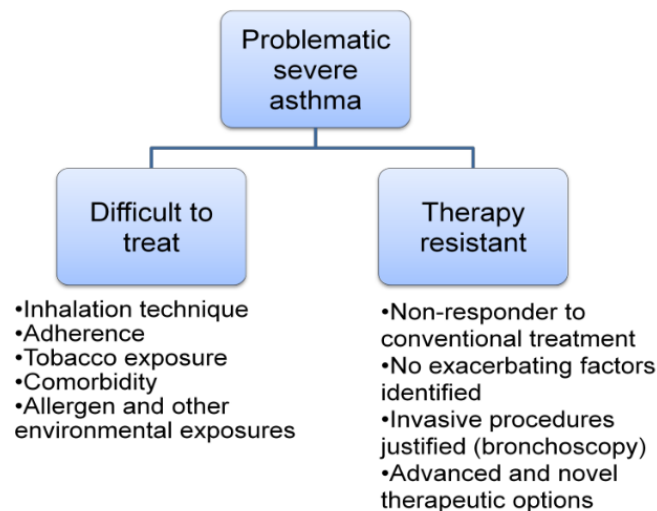 Problematic
severe
asthma
Difficult to
treat
•Inhalation technique
•Adherence
•Tobacco exposure
•Comorbidity
•Allergen and other
environmental exposures
Therapy
resistant
•Non-responder to
conventional treatment
•No exacerbating factors
identified
•Invasive procedures
justified (bronchoscopy)
•Advanced and novel
therapeutic options